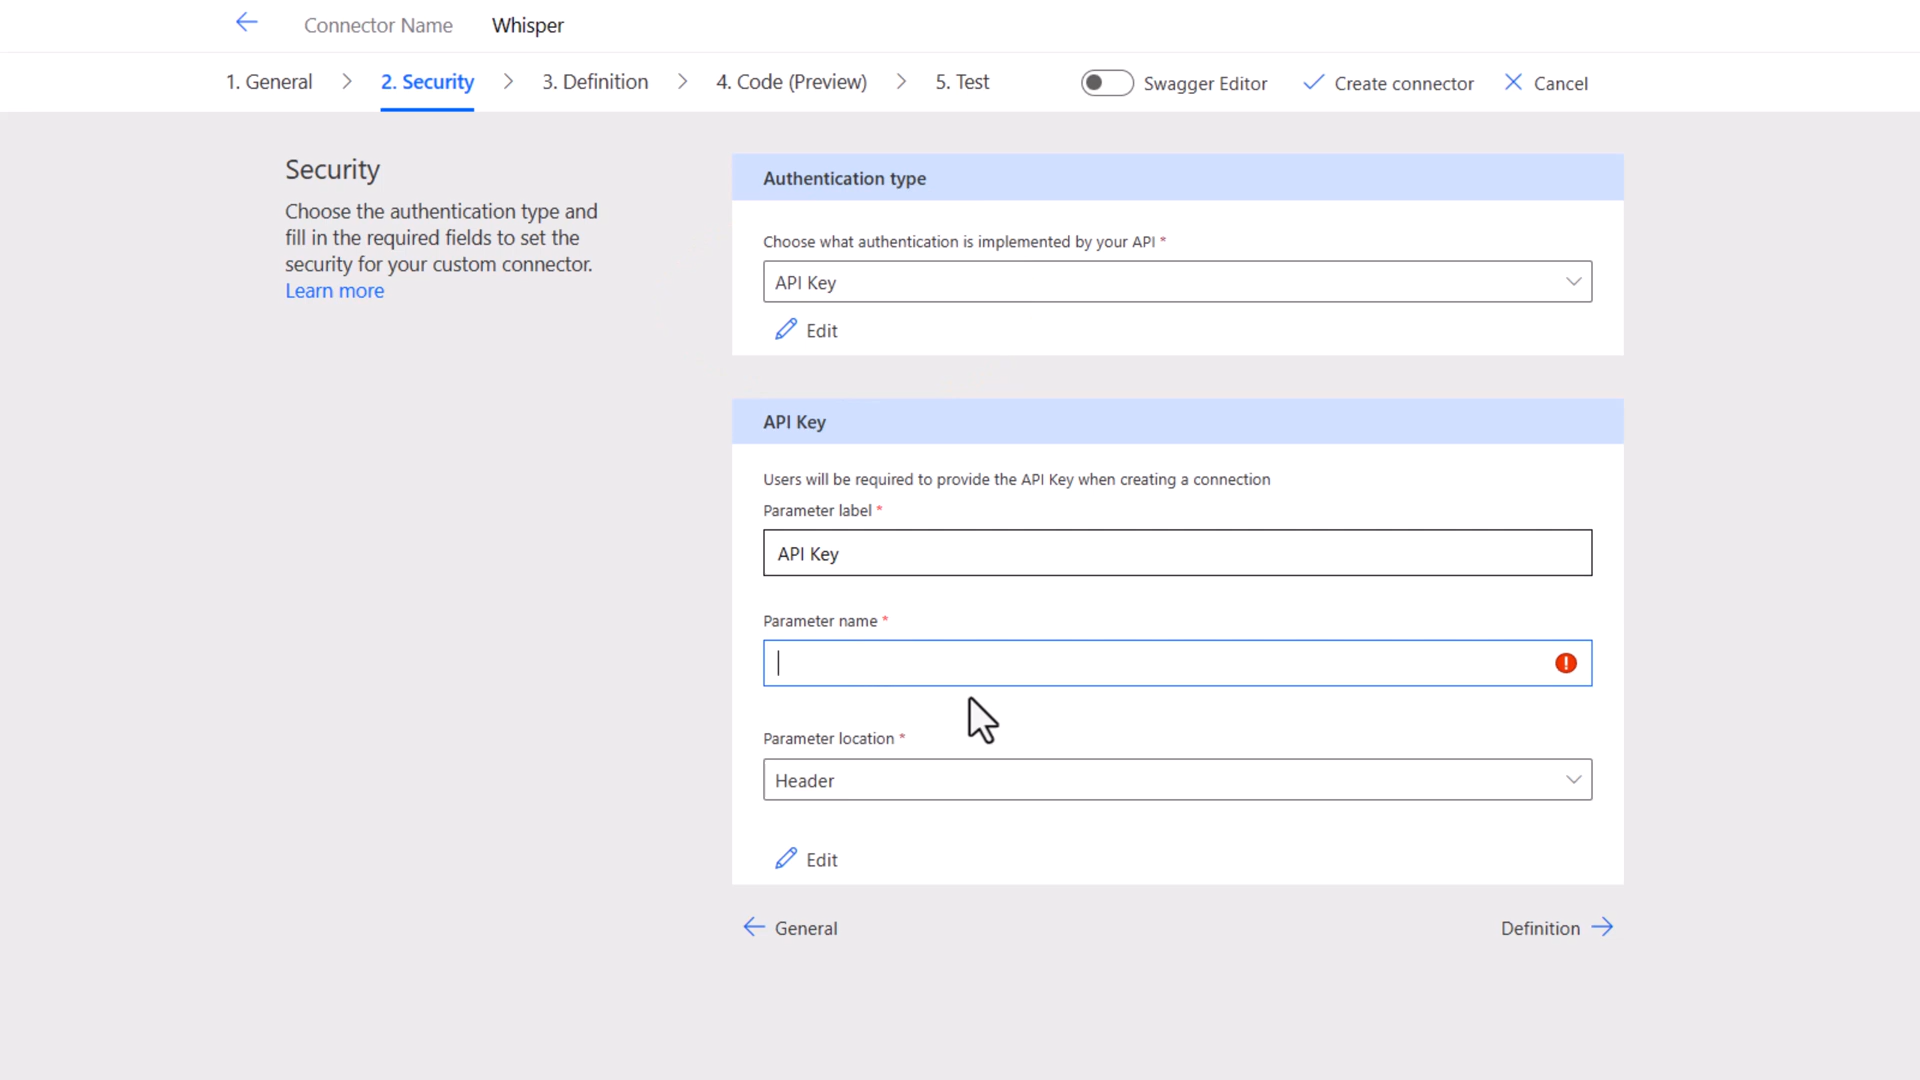 Connector Name Whisper
1. General 2. Security 3. Definition 4. Code (Preview) 5. Test Swagger Editor Create connector Cancel
Security
Choose the authentication type and
fill in the required fields to set the
security for your custom connector.
Learn more
Authentication type
Choose what authentication is implemented by your API *
API Key
Edit
API Key
Users will be required to provide the API Key when creating a connection
Parameter label *
API Key
Parameter name *
Parameter location *
Header
Edit
General Definition